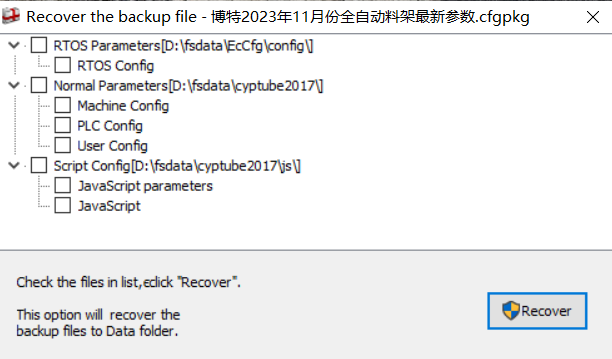 Recover the backup file - 博特2023年11月份全自动料架最新参数.cfgpkg
RTOS Parameters[D:\fsdata\EcCfg\config\]
RTOS Config
Normal Parameters[D:\fsdata\cyptube2017\]
Machine Config
PLC Config
User Config
Script Config[D:\fsdata\cyptube2017\js\]
JavaScript parameters
JavaScript
Check the files in list,click "Recover".
This option will recover the
backup files to Data folder.
Recover